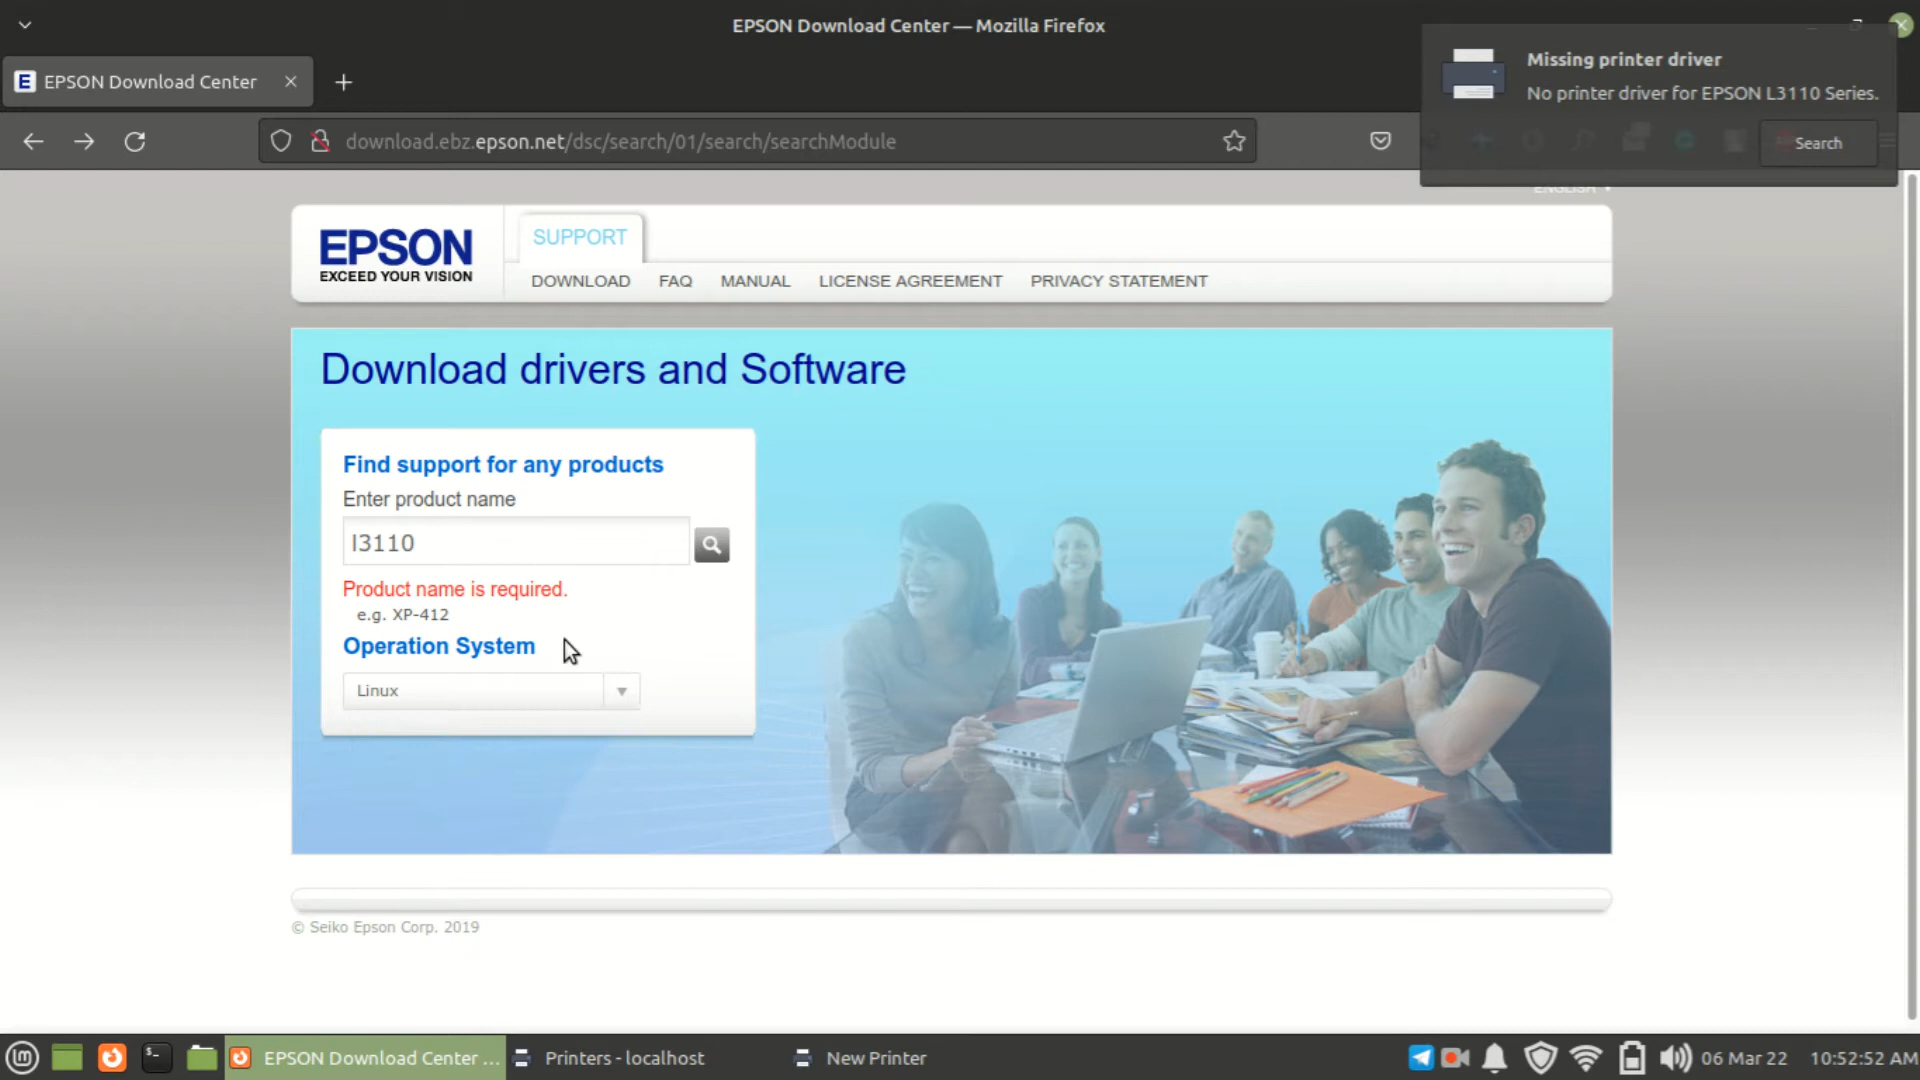 EPSON Download Center — Mozilla Firefox
EPSON Download Center
download.ebz.epson.net/dsc/search/01/search/searchModule
Missing printer driver
No printer driver for EPSON L3110 Series.
Search
ENGLISH
EPSON
EXCEED YOUR VISION
SUPPORT
DOWNLOAD FAQ MANUAL LICENSE AGREEMENT PRIVACY STATEMENT
Download drivers and Software
Find support for any products
Enter product name
l3110
Product name is required.
e.g. XP-412
Operation System
Linux
© Seiko Epson Corp. 2019
EPSON Download Center ... Printers - localhost New Printer 06 Mar 22 10:52:52 AM